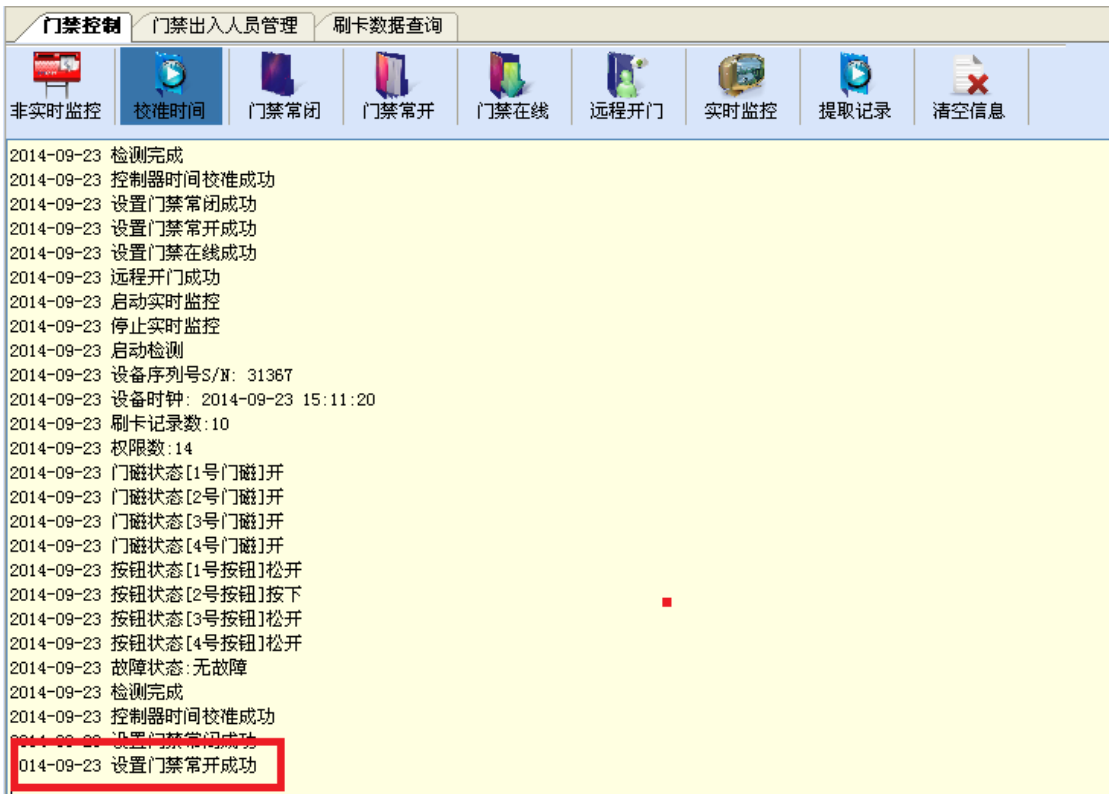 门禁控制 门禁出入人员管理 刷卡数据查询
非实时监控 校准时间 门禁常闭 门禁常开 门禁在线 远程开门 实时监控 提取记录 清空信息
2014-09-23 检测完成
2014-09-23 控制器时间校准成功
2014-09-23 设置门禁常闭成功
2014-09-23 设置门禁常开成功
2014-09-23 设置门禁在线成功
2014-09-23 远程开门成功
2014-09-23 启动实时监控
2014-09-23 停止实时监控
2014-09-23 启动检测
2014-09-23 设备序列号S/N: 31367
2014-09-23 设备时钟: 2014-09-23 15:11:20
2014-09-23 刷卡记录数:10
2014-09-23 权限数:14
2014-09-23 门磁状态[1号门磁]开
2014-09-23 门磁状态[2号门磁]开
2014-09-23 门磁状态[3号门磁]开
2014-09-23 门磁状态[4号门磁]开
2014-09-23 按钮状态[1号按钮]松开
2014-09-23 按钮状态[2号按钮]按下
2014-09-23 按钮状态[3号按钮]松开
2014-09-23 按钮状态[4号按钮]松开
2014-09-23 故障状态:无故障
2014-09-23 检测完成
2014-09-23 控制器时间校准成功
2014-09-23 设置门禁常闭成功
014-09-23 设置门禁常开成功